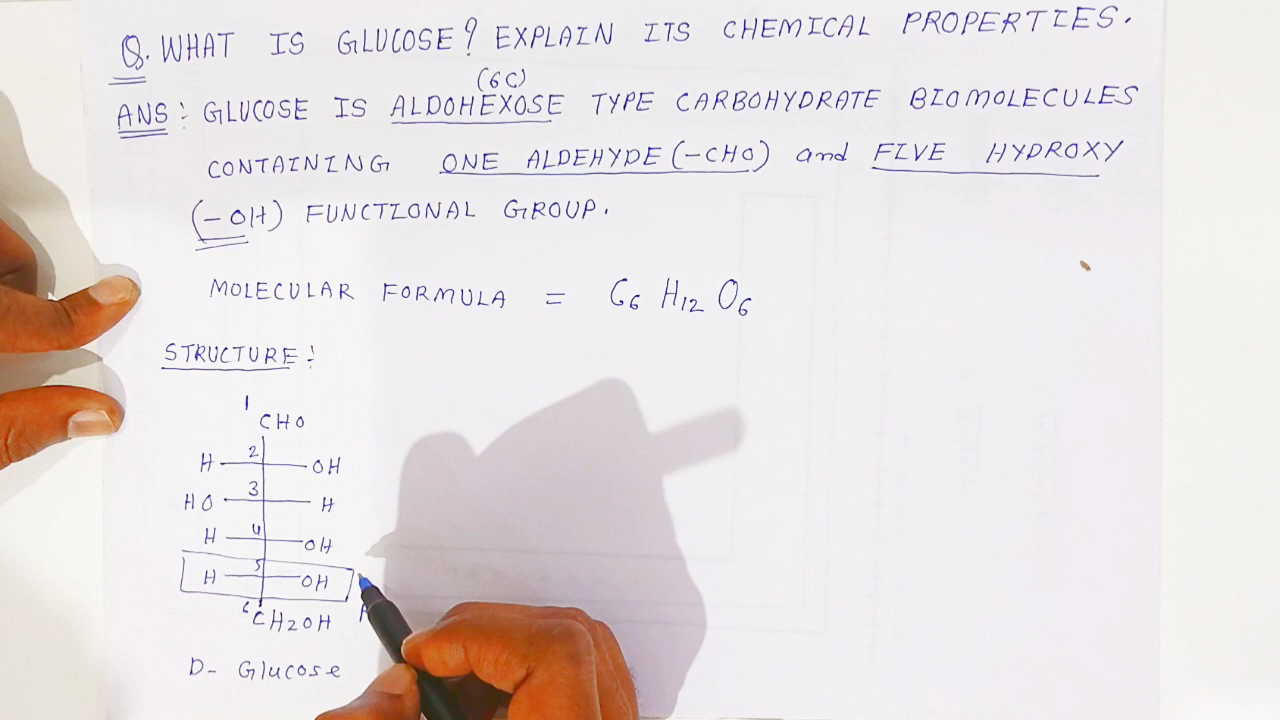 Q. WHAT IS GLUCOSE? EXPLAIN ITS CHEMICAL PROPERTIES.
(6C)
ANS: GLUCOSE IS ALDOHEXOSE TYPE CARBOHYDRATE BIOMOLECULES
CONTAINING ONE ALDEHYDE (-CHO) and FIVE HYDROXY
(-OH) FUNCTIONAL GROUP.
MOLECULAR FORMULA = C6 H12 O6
STRUCTURE:
1
CHO
H 2 OH
HO 3 H
H 4 OH
H 5 OH
6 CH2OH
D- Glucose